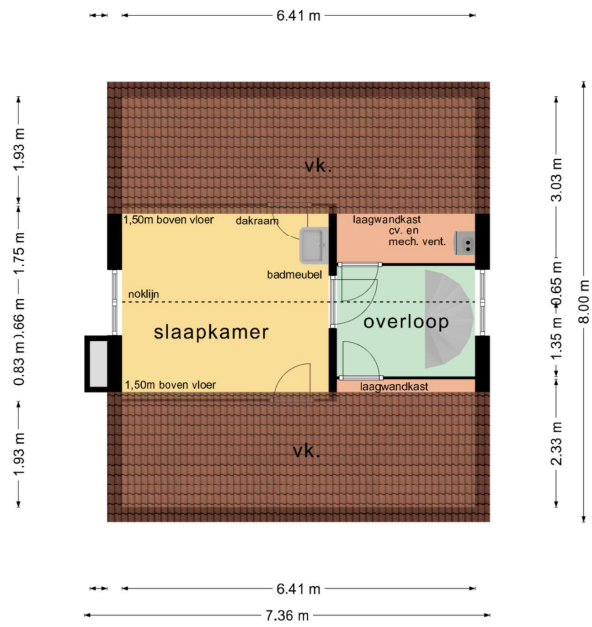 6.41 m
vk.
1,50m boven vloer
dakraam
laagwandkast
cv. en
mech. vent.
badmeubel
noklijn
slaapkamer
overloop
1,50m boven vloer
laagwandkast
vk.
1.93 m
1.75 m
0.83 m
1.93 m
3.03 m
0.65 m
1.35 m
2.33 m
8.00 m
6.41 m
7.36 m